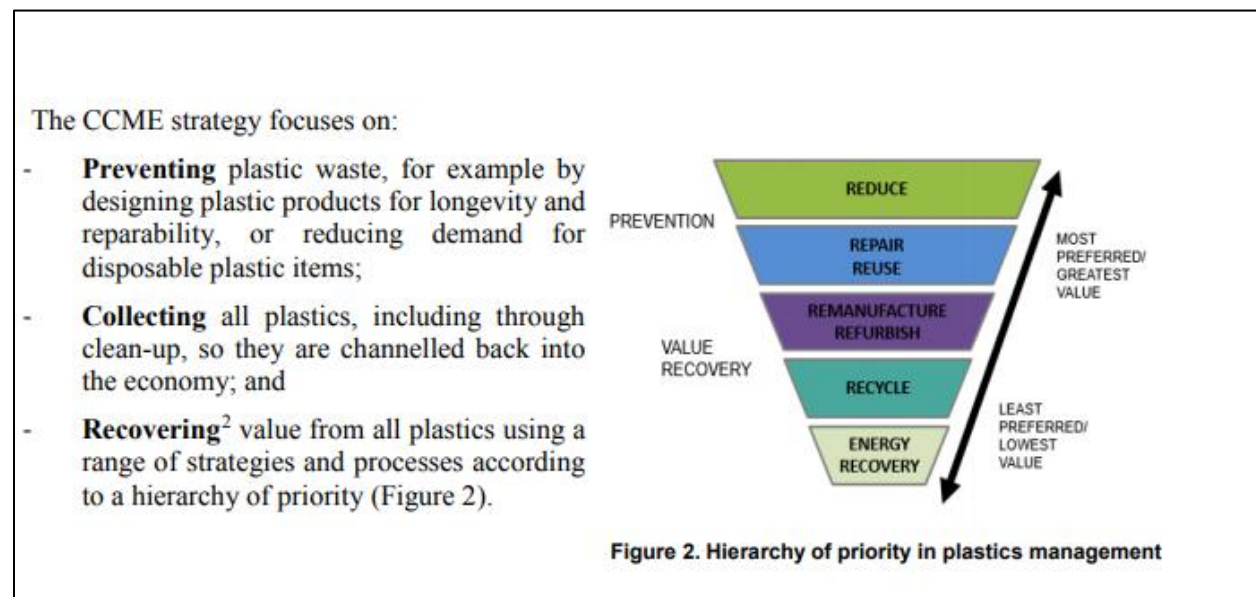 The CCME strategy focuses on:
- Preventing plastic waste, for example by
designing plastic products for longevity and
reparability, or reducing demand for
disposable plastic items;
- Collecting all plastics, including through
clean-up, so they are channelled back into
the economy; and
- Recovering2 value from all plastics using a
range of strategies and processes according
to a hierarchy of priority (Figure 2).
PREVENTION
VALUE
RECOVERY
REDUCE
REPAIR
REUSE
REMANUFACTURE
REFURBISH
RECYCLE
ENERGY
RECOVERY
MOST
PREFERRED/
GREATEST
VALUE
LEAST
PREFERRED/
LOWEST
VALUE
Figure 2. Hierarchy of priority in plastics management